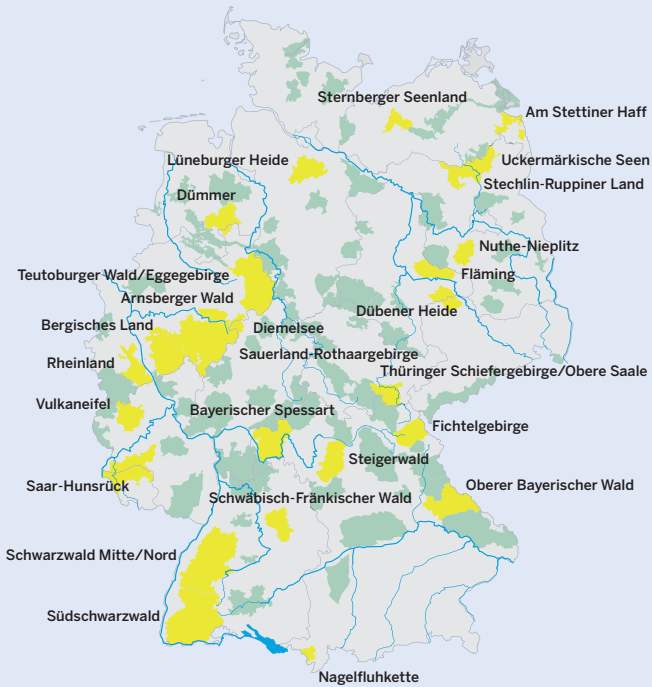 Sternberger Seenland
Am Stettiner Haff
Lüneburger Heide
Uckermärkische Seen
Stechlin-Ruppiner Land
Dümmer
Nuthe-Nieplitz
Teutoburger Wald/Eggegebirge
Fläming
Arnsberger Wald
Dübener Heide
Bergisches Land
Diemelsee
Sauerland-Rothaargebirge
Rheinland
Thüringer Schiefergebirge/Obere Saale
Vulkaneifel
Bayerischer Spessart
Fichtelgebirge
Steigerwald
Saar-Hunsrück
Oberer Bayerischer Wald
Schwäbisch-Fränkischer Wald
Schwarzwald Mitte/Nord
Südschwarzwald
Nagelfluhkette